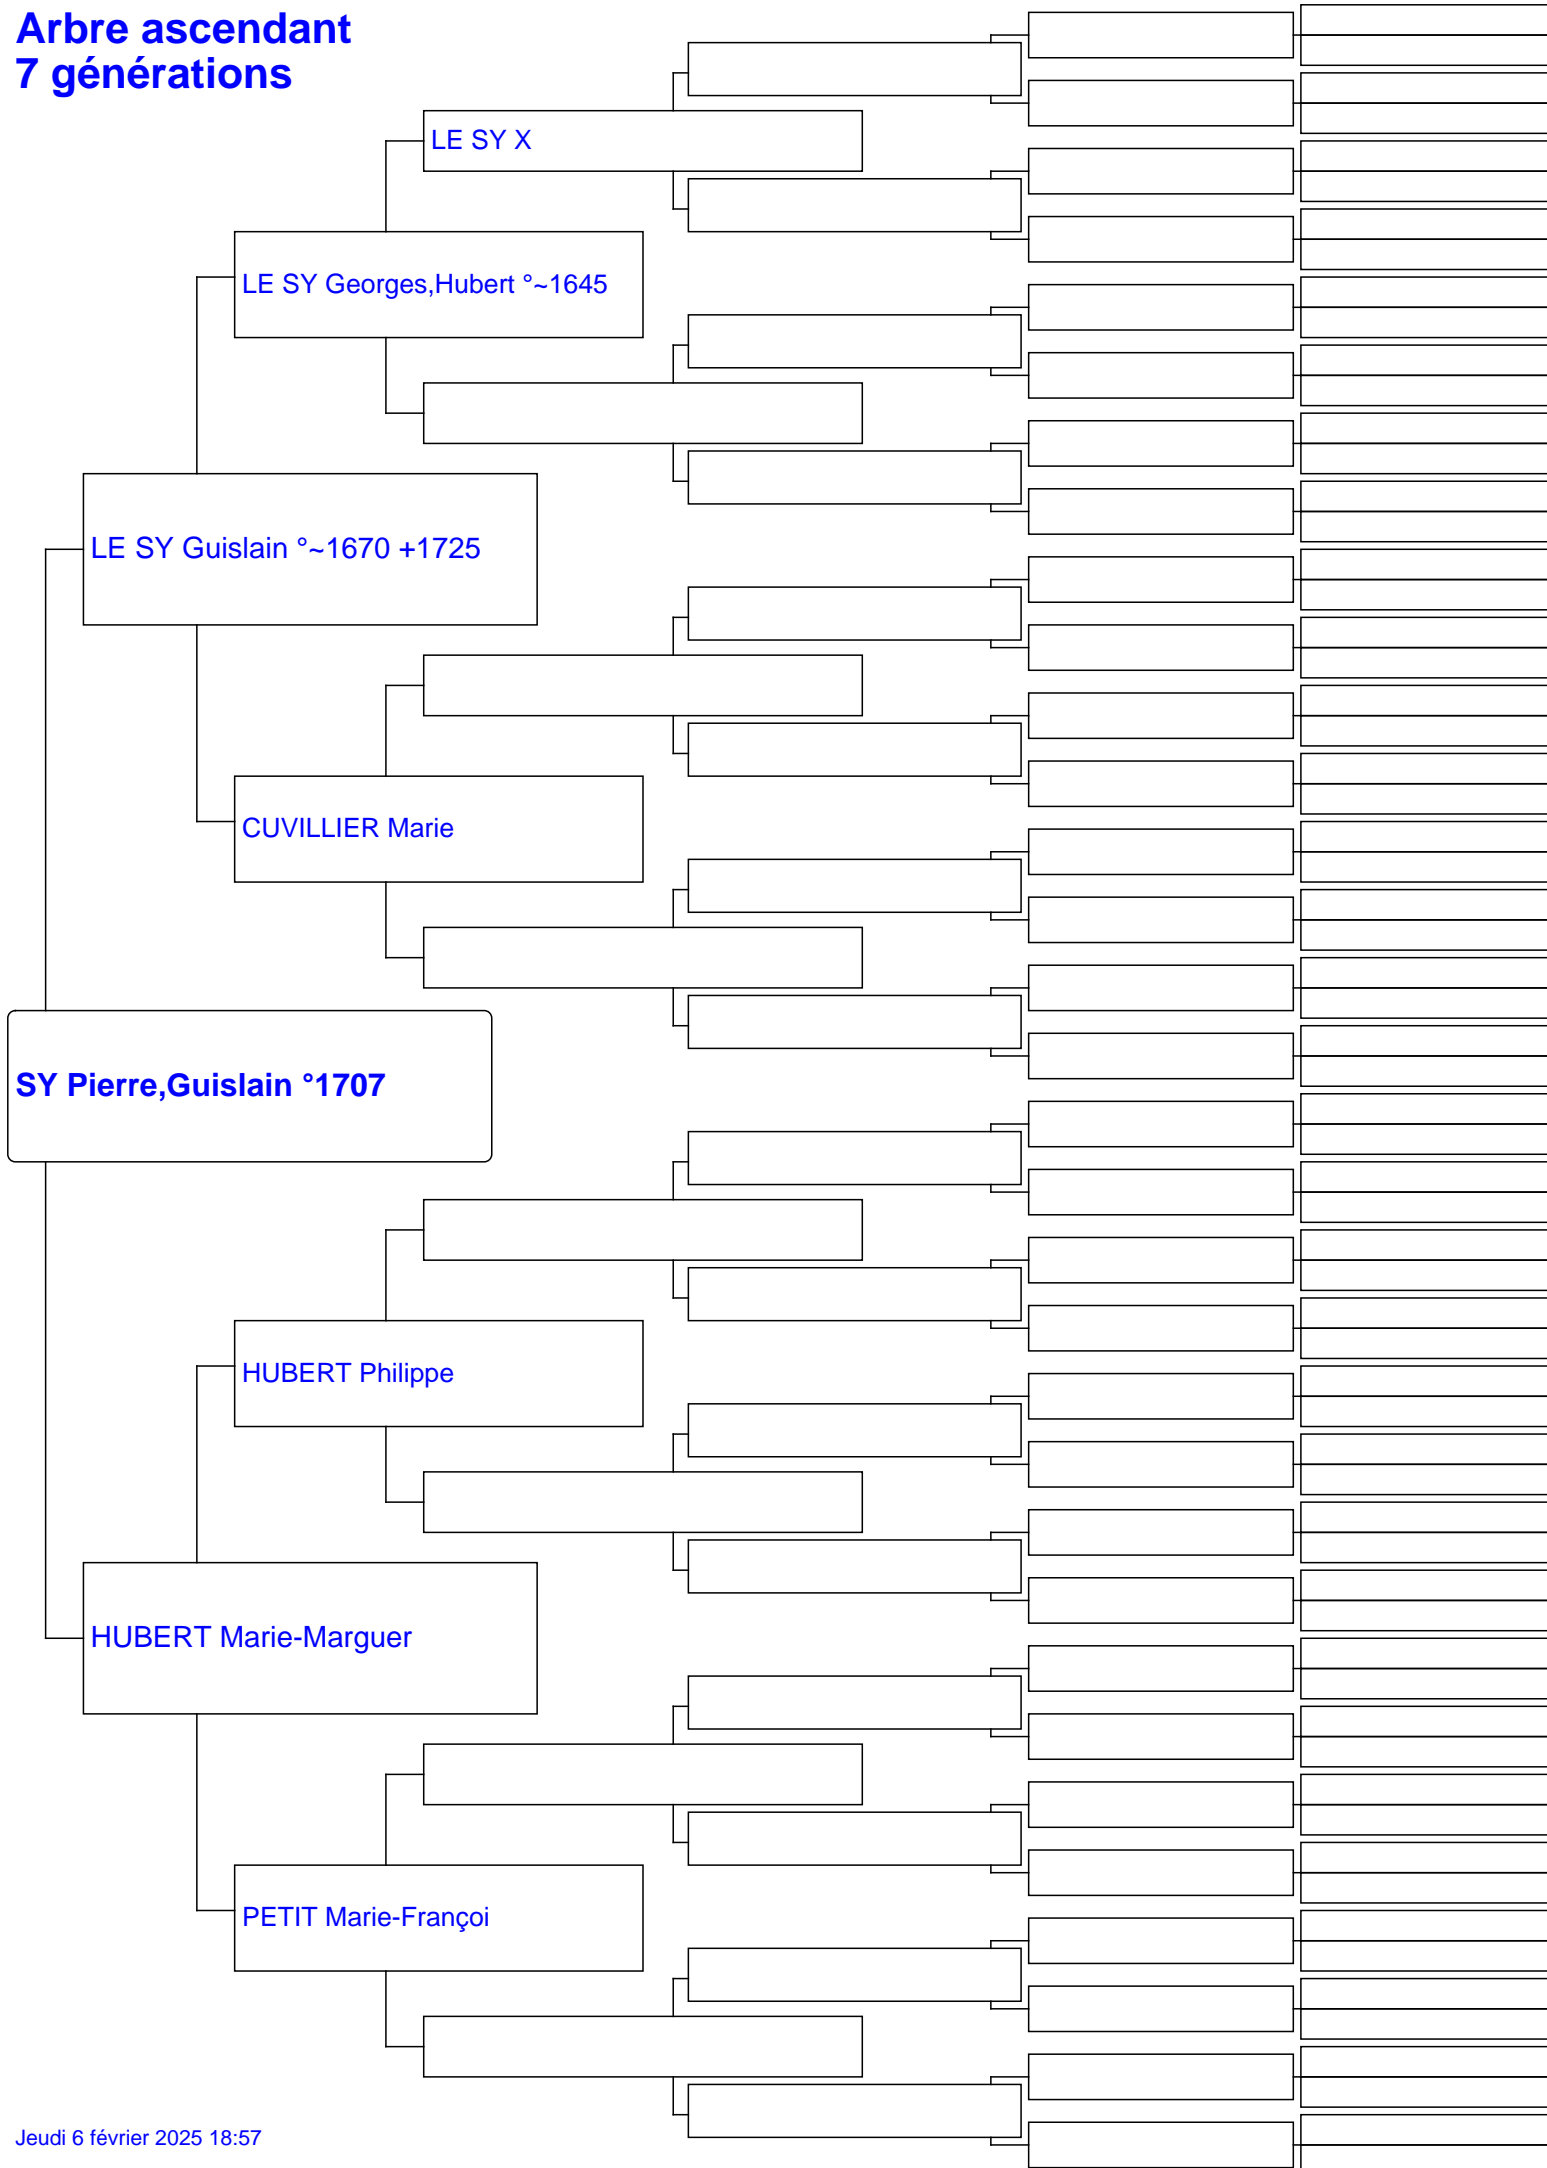 Arbre ascendant
7 générations
LE SY X
LE SY Georges,Hubert °~1645
LE SY Guislain °~1670 +1725
CUVILLIER Marie
SY Pierre,Guislain °1707
HUBERT Philippe
HUBERT Marie-Marguer
PETIT Marie-Françoi
Jeudi 6 février 2025 18:57